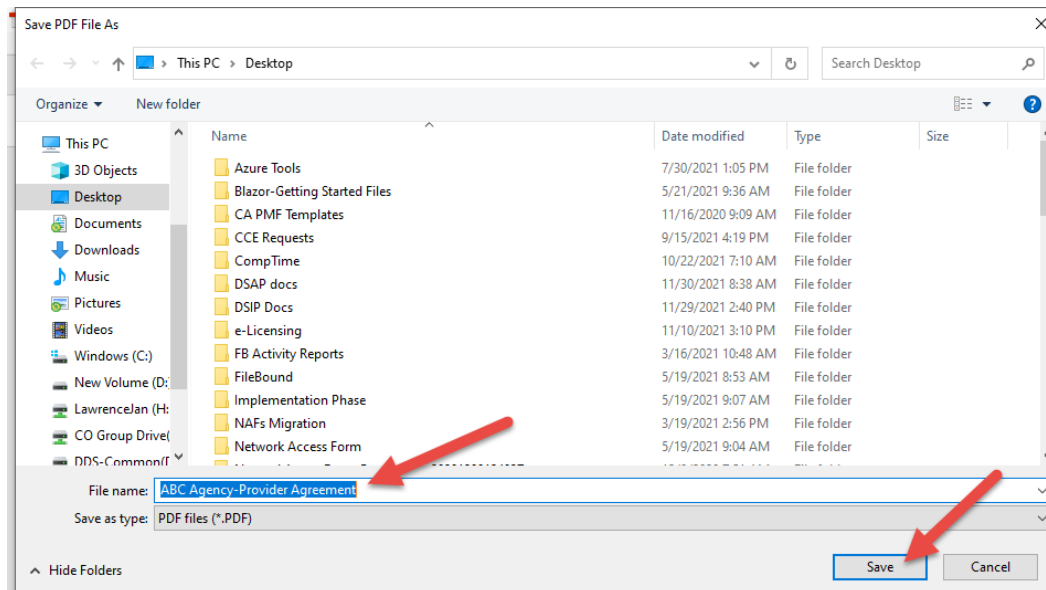 Save PDF File As
This PC > Desktop
Search Desktop
Organize
New folder
Name Date modified Type Size
This PC
3D Objects
Desktop
Documents
Downloads
Music
Pictures
Videos
Windows (C:)
New Volume (D:
LawrenceJan (H:
CO Group Drive(
DDS-Common(
Azure Tools 7/30/2021 1:05 PM File folder
Blazor-Getting Started Files 5/21/2021 9:36 AM File folder
CA PMF Templates 11/16/2020 9:09 AM File folder
CCE Requests 9/15/2021 4:19 PM File folder
CompTime 10/22/2021 7:10 AM File folder
DSAP docs 11/30/2021 8:38 AM File folder
DSIP Docs 11/29/2021 2:40 PM File folder
e-Licensing 11/10/2021 3:10 PM File folder
FB Activity Reports 3/16/2021 10:48 AM File folder
FileBound 5/19/2021 8:53 AM File folder
Implementation Phase 5/19/2021 9:07 AM File folder
NAFs Migration 3/19/2021 2:56 PM File folder
Network Access Form 5/19/2021 9:04 AM File folder
File name: ABC Agency-Provider Agreement
Save as type: PDF files (*.PDF)
Hide Folders
Save
Cancel